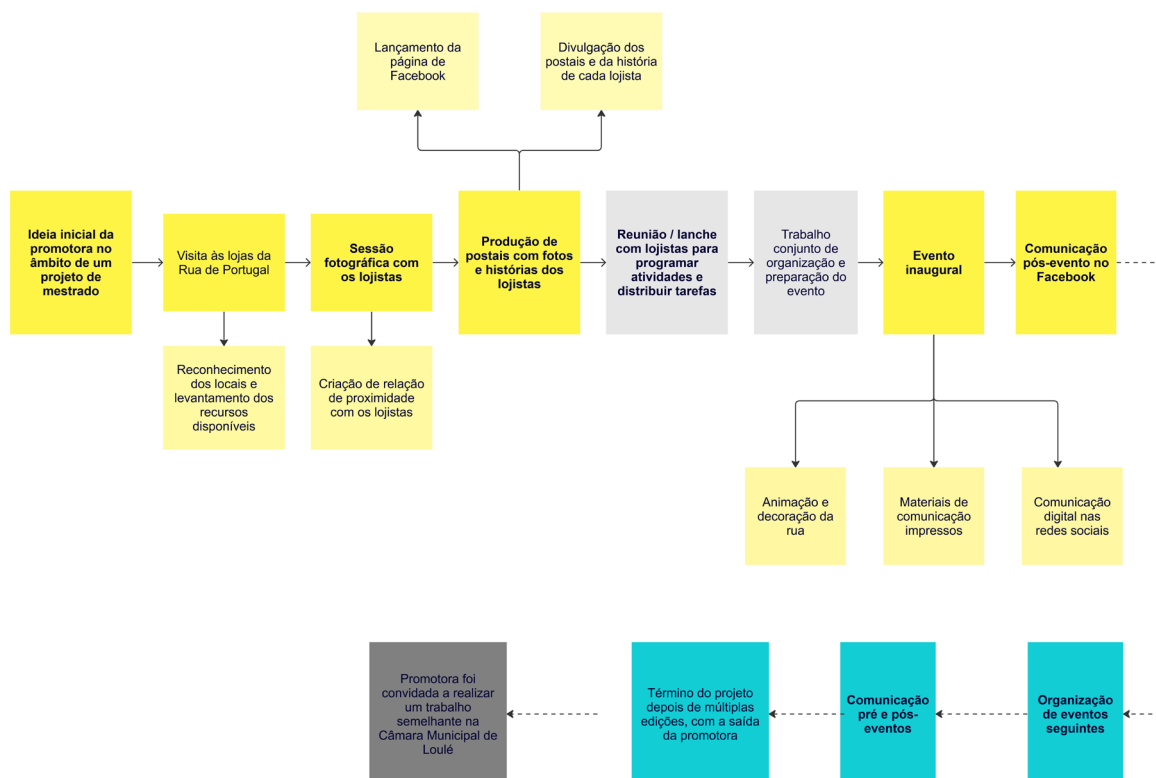 Lançamento da
página de
Facebook
Divulgação dos
postais e da história
de cada lojista
Ideia inicial da
promotora no
âmbito de um
projeto de
mestrado
Visita às lojas da
Rua de Portugal
Sessão
fotográfica com
os lojistas
Produção de
postais com fotos
e histórias dos
lojistas
Reunião / lanche
com lojistas para
programar
atividades e
distribuir tarefas
Trabalho
conjunto de
organização e
preparação do
evento
Evento
inaugural
Comunicação
pós-evento no
Facebook
Reconhecimento
dos locais e
levantamento dos
recursos
disponíveis
Criação de relação
de proximidade
com os lojistas
Animação e
decoração da
rua
Materiais de
comunicação
impressos
Comunicação
digital nas
redes sociais
Promotora foi
convidada a realizar
um trabalho
semelhante na
Câmara Municipal de
Loulé
Término do projeto
depois de múltiplas
edições, com a saída
da promotora
Comunicação
pré e pós-
eventos
Organização
de eventos
seguintes